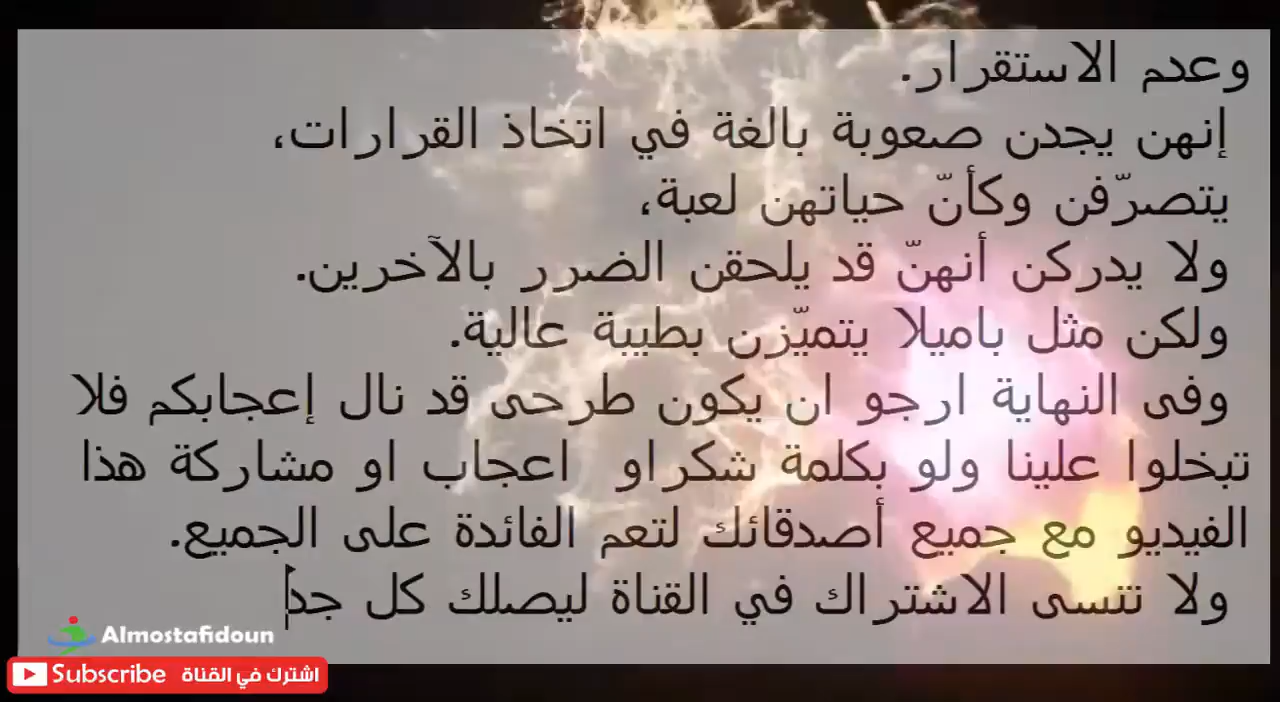 وعدم الاستقرار.
إنهن يجدن صعوبة بالغة في اتخاذ القرارات،
يتصرّفن وكأنّ حياتهن لعبة،
ولا يدركن أنهنّ قد يلحقن الضرر بالآخرين.
ولكن مثل باميلا يتميّزن بطيبة عالية.
وفى النهاية ارجو ان يكون طرحى قد نال إعجابكم فلا
تبخلوا علينا ولو بكلمة شكراو  اعجاب او مشاركة هذا
الفيديو مع جميع أصدقائك لتعم الفائدة على الجميع.
ولا تنسى الاشتراك في القناة ليصلك كل جد
Almostafidoun
Subscribe اشترك في القناة